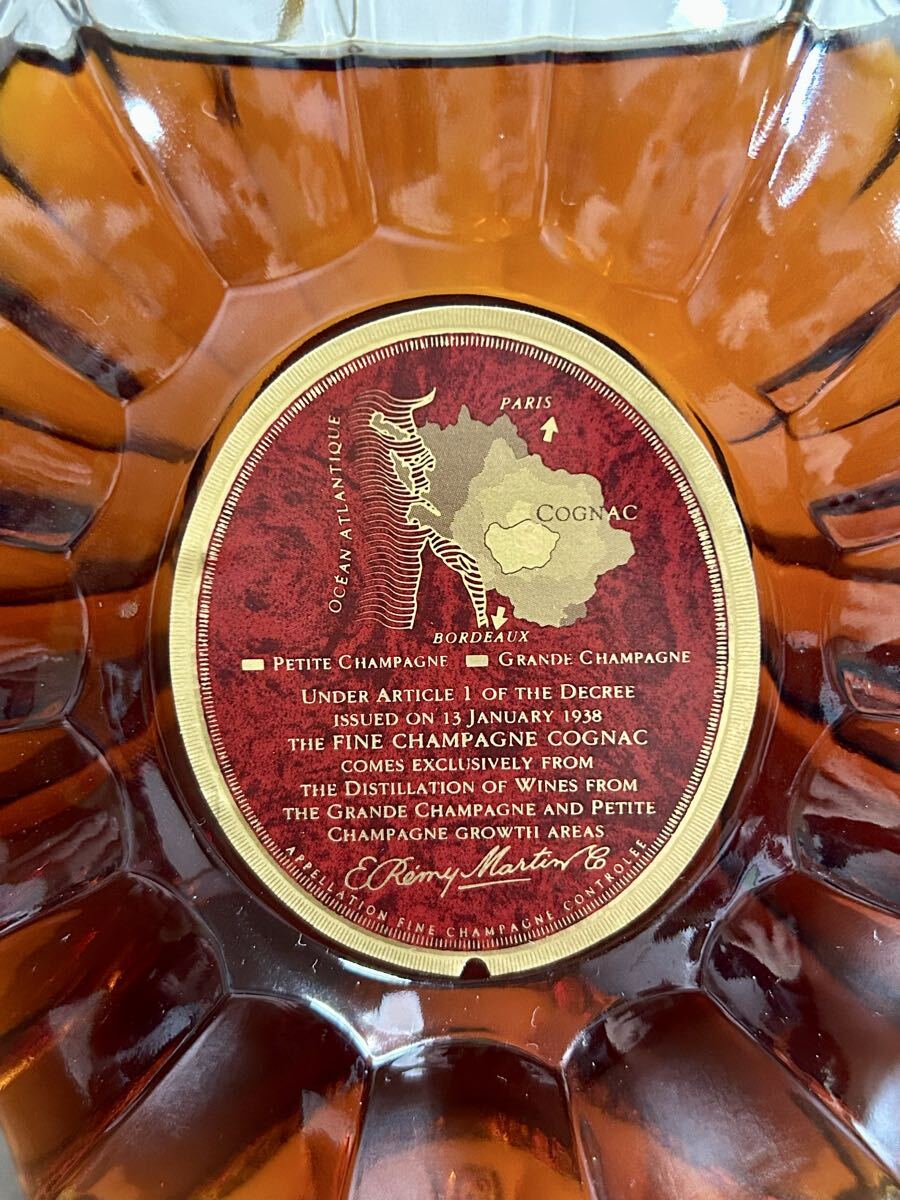 PARIS
OCÉAN ATLANTIQUE
COGNAC
BORDEAUX
PETITE CHAMPAGNE GRANDE CHAMPAGNE
UNDER ARTICLE 1 OF THE DECREE
ISSUED ON 13 JANUARY 1938
THE FINE CHAMPAGNE COGNAC
COMES EXCLUSIVELY FROM
THE DISTILLATION OF WINES FROM
THE GRANDE CHAMPAGNE AND PETITE
CHAMPAGNE GROWTH AREAS
E. Rémy Martin & Co
APPELLATION FINE CHAMPAGNE CONTROLÉE